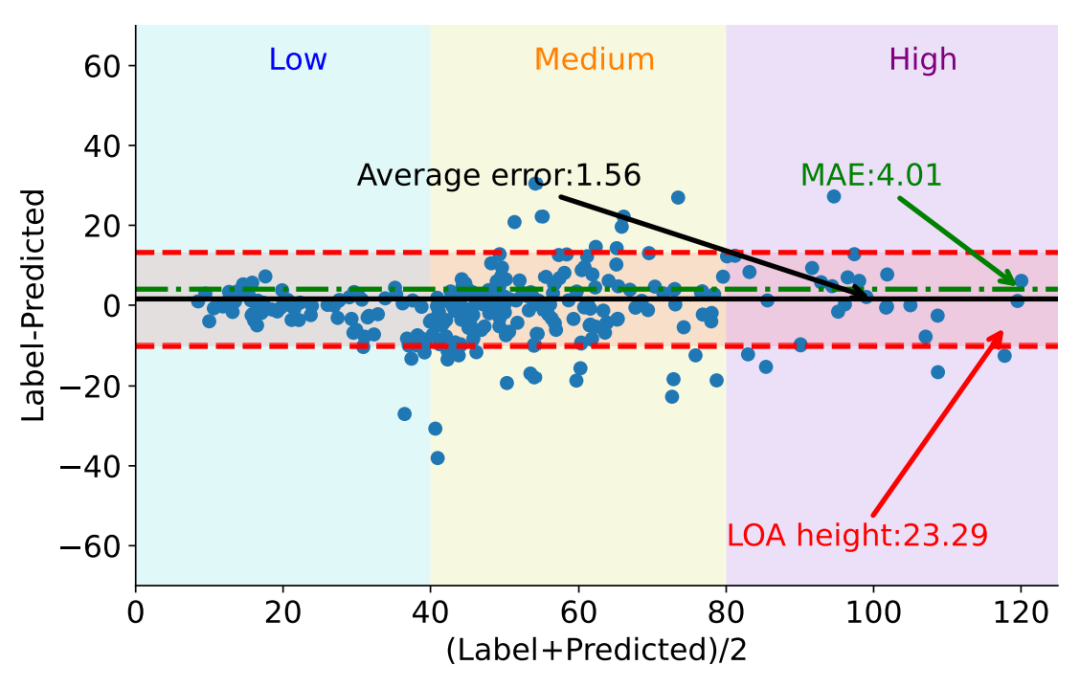 Low Medium High
Average error:1.56 MAE:4.01
LOA height:23.29
Label-Predicted
60
40
20
0
−20
−40
−60
0 20 40 60 80 100 120
(Label+Predicted)/2